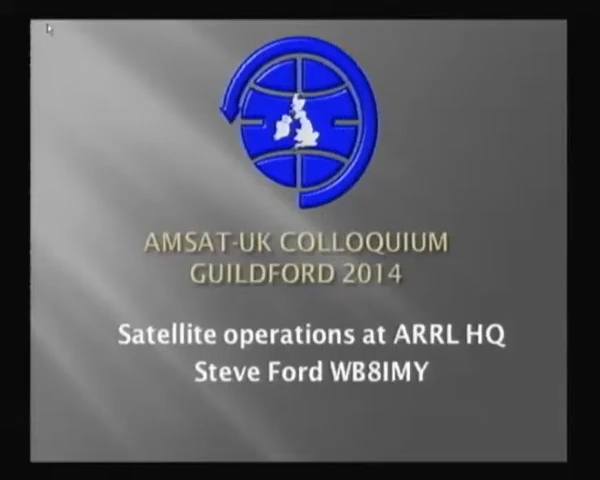 AMSAT-UK COLLOQUIUM
GUILDFORD 2014
Satellite operations at ARRL HQ
Steve Ford WB8IMY